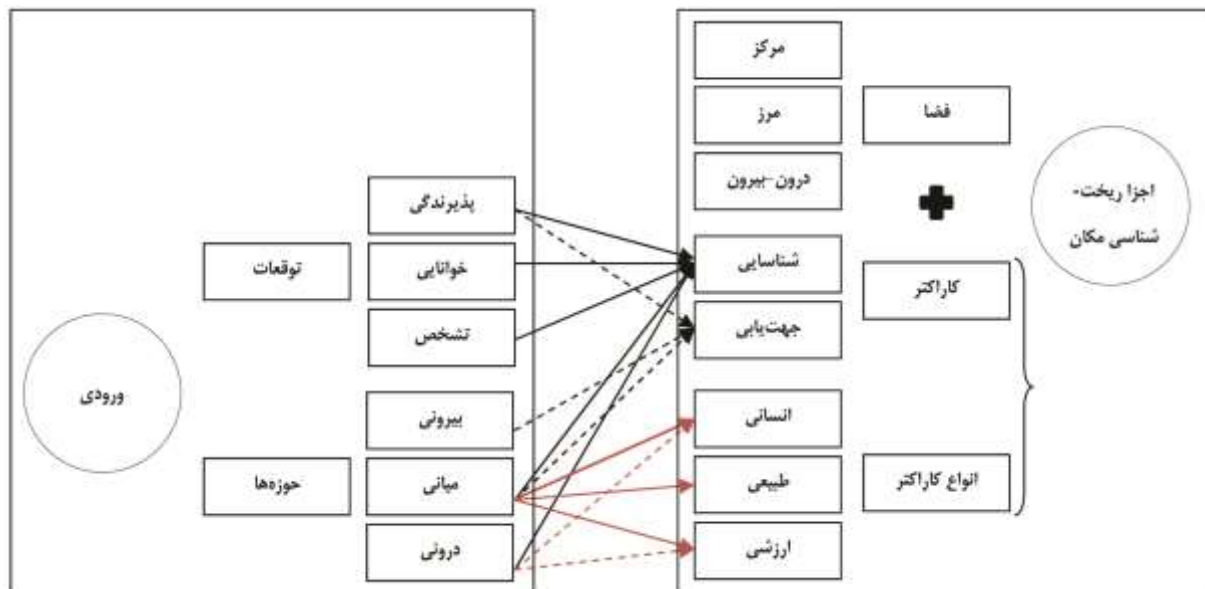 مرکز
مرز
فضا
درون-بیرون
اجزا ریخت-
شناسی مکان
شناسایی
کاراکتر
جهت‌یابی
انسانی
طبیعی
انواع کاراکتر
ارزشی
پذیرندگی
خوانایی
توقعات
تشخص
ورودی
بیرونی
میانی
حوزه‌ها
درونی